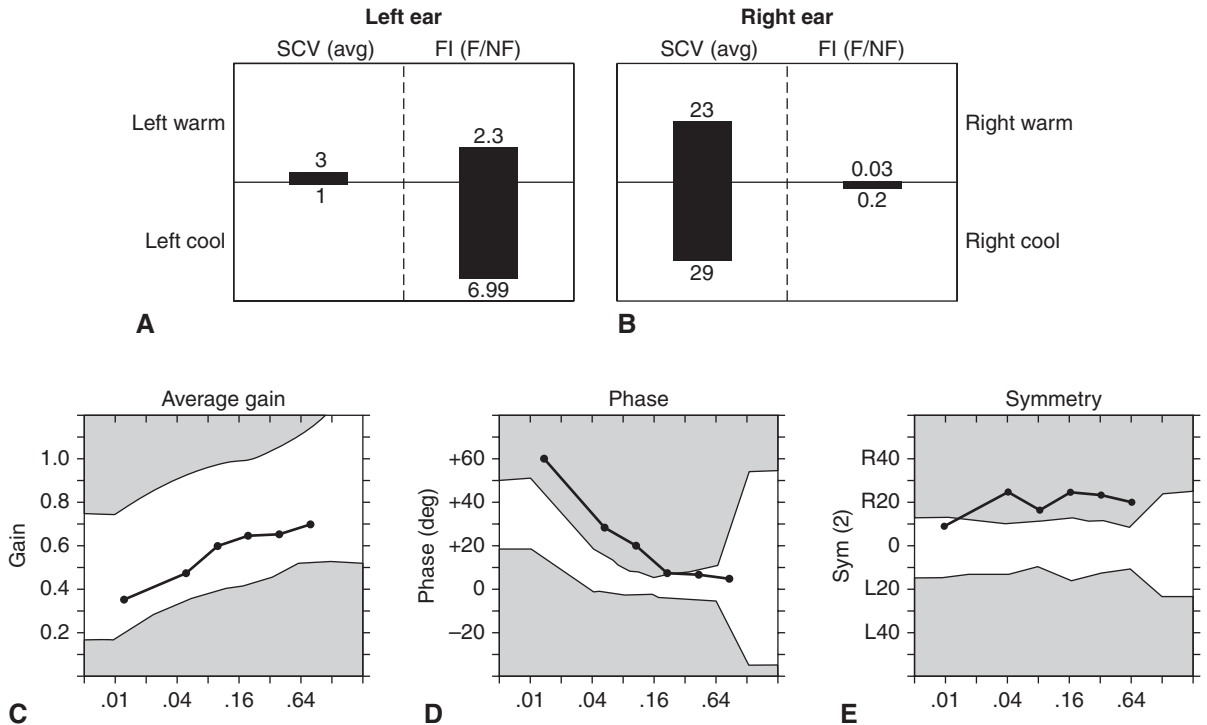 Left ear Right ear
SCV (avg) FI (F/NF) SCV (avg) FI (F/NF)
Left warm 3 2.3 23 0.03 Right warm
Left cool 1 6.99 29 0.2 Right cool
A B
Average gain Phase Symmetry
1.0 +60 R40
0.8 +40 R20
0.6 +20 0
0.4 0 L20
0.2 –20 L40
Gain Phase (deg) Sym (2)
.01 .04 .16 .64 .01 .04 .16 .64 .01 .04 .16 .64
C D E